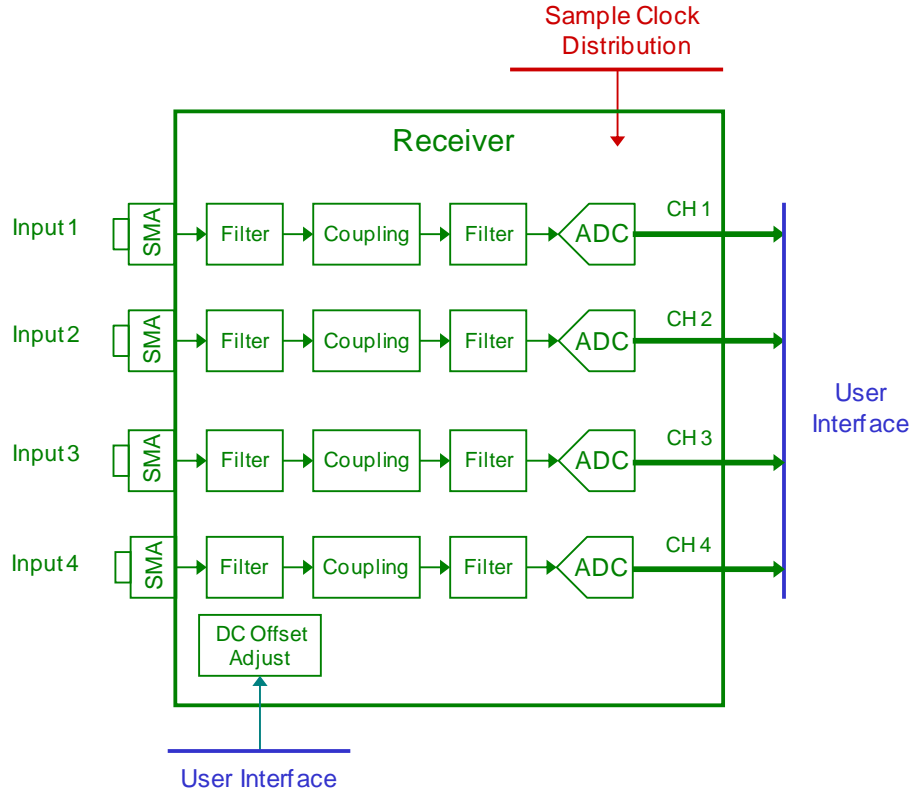 Sample Clock
Distribution
Receiver
Input 1
SMA
Filter
Coupling
Filter
ADC
CH 1
Input 2
SMA
Filter
Coupling
Filter
ADC
CH 2
Input 3
SMA
Filter
Coupling
Filter
ADC
CH 3
Input 4
SMA
Filter
Coupling
Filter
ADC
CH 4
User
Interface
DC Offset
Adjust
User Interface